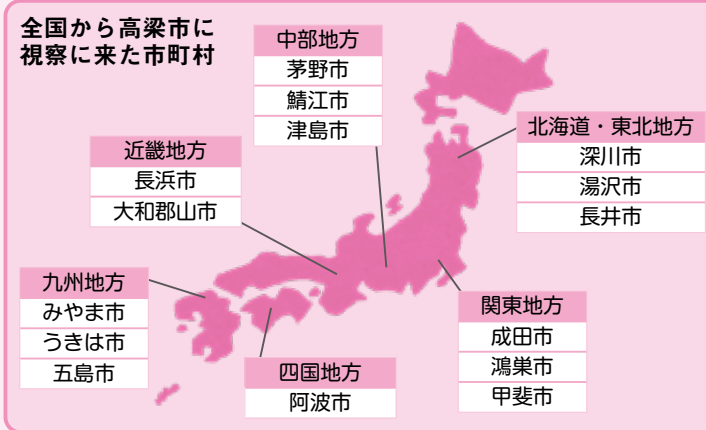 全国から高梁市に
視察に来た市町村
中部地方
茅野市
鯖江市
津島市
北海道・東北地方
深川市
湯沢市
長井市
近畿地方
長浜市
大和郡山市
九州地方
みやま市
うきは市
五島市
四国地方
阿波市
関東地方
成田市
鴻巣市
甲斐市